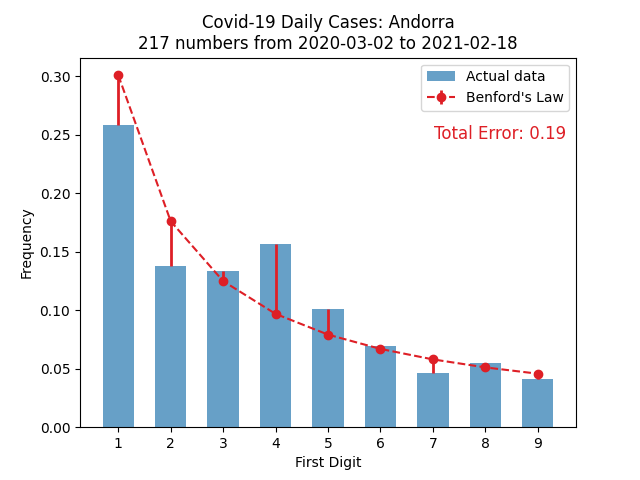 Covid-19 Daily Cases: Andorra
217 numbers from 2020-03-02 to 2021-02-18
Actual data
Benford's Law
Total Error: 0.19
Frequency
0.30
0.25
0.20
0.15
0.10
0.05
0.00
1 2 3 4 5 6 7 8 9
First Digit